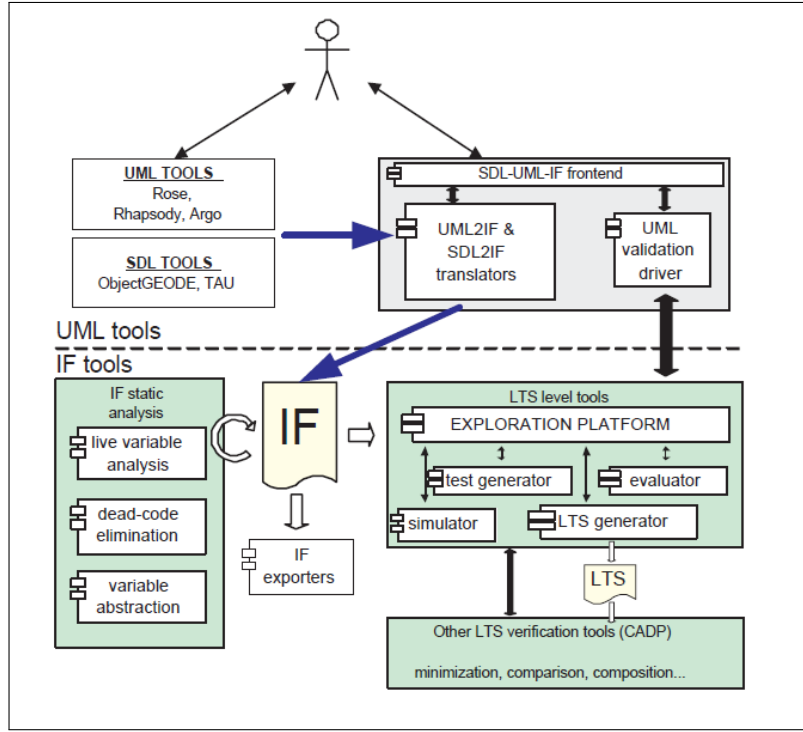 UML TOOLS
Rose,
Rhapsody, Argo
SDL TOOLS
ObjectGEODE, TAU
SDL-UML-IF frontend
UML2IF &
SDL2IF
translators
UML
validation
driver
UML tools
IF tools
IF static
analysis
live variable
analysis
dead-code
elimination
variable
abstraction
IF
IF
exporters
LTS level tools
EXPLORATION PLATFORM
test generator
evaluator
simulator
LTS generator
LTS
Other LTS verification tools (CADP)
minimization, comparison, composition...